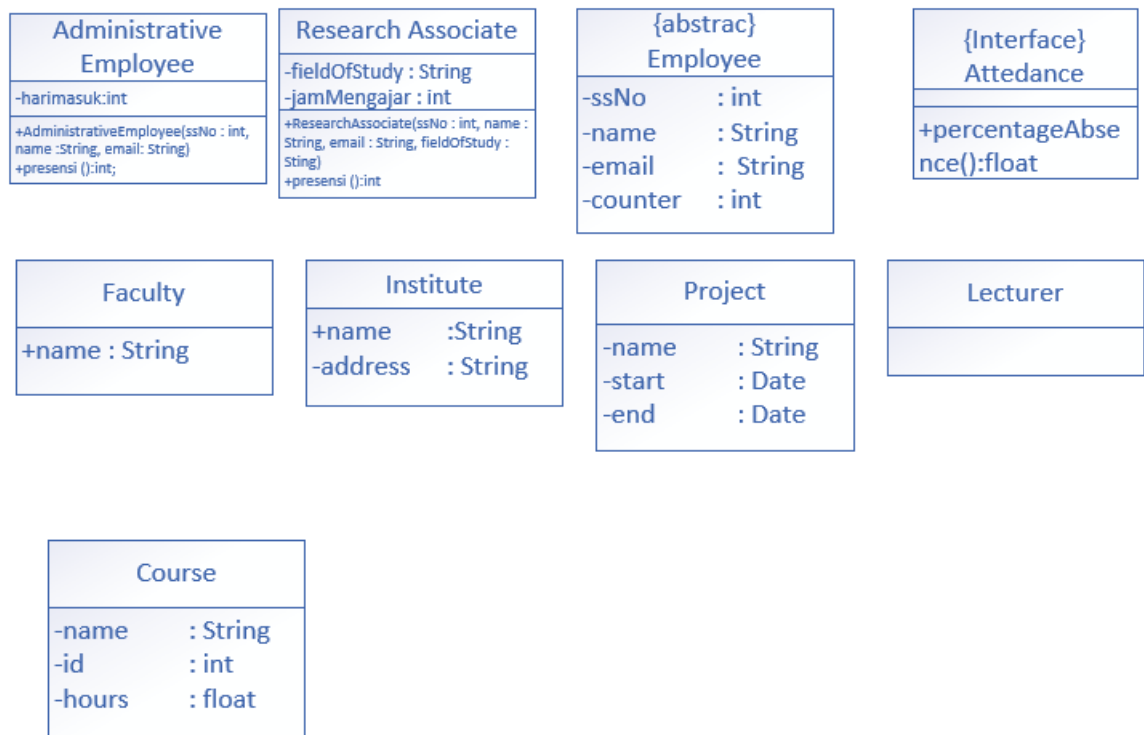 Administrative
Employee
-harimasuk:int
+AdministrativeEmployee(ssNo : int,
name :String, email: String)
+presensi ():int;
Research Associate
-fieldOfStudy : String
-jamMengajar : int
+ResearchAssociate(ssNo : int, name :
String, email : String, fieldOfStudy :
Sting)
+presensi ():int
{abstrac}
Employee
-ssNo : int
-name : String
-email : String
-counter : int
{Interface}
Attedance
+percentageAbse
nce():float
Faculty
+name : String
Institute
+name :String
-address : String
Project
-name : String
-start : Date
-end : Date
Lecturer
Course
-name : String
-id : int
-hours : float